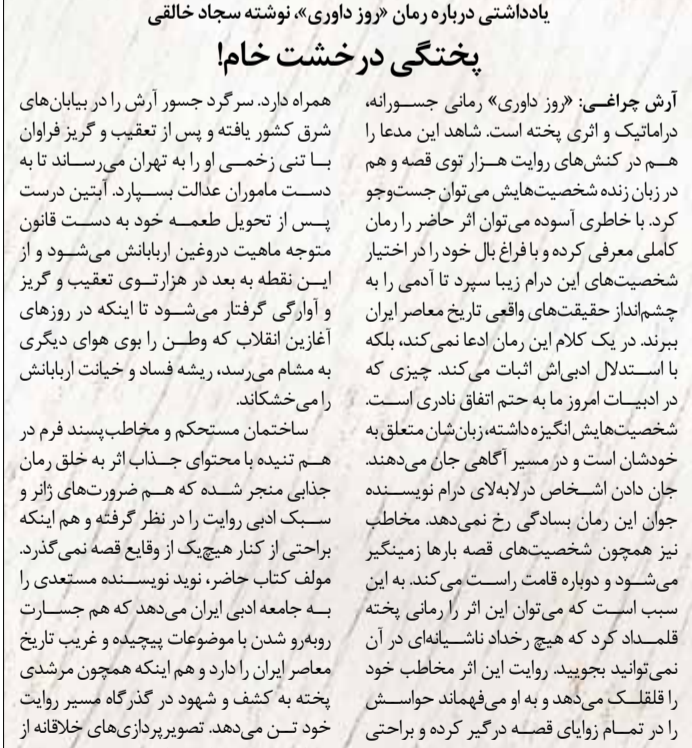 یادداشتی درباره رمان «روز داوری»، نوشته سجاد خالقی
پختگی در خشت خام!
آرش چراغی: «روز داوری» رمانی جسورانه،
دراماتیک و اثری پخته است. شاهد این مدعا را
هم در کنش‌های روایت هزار توی قصه و هم
در زبان زنده شخصیت‌هایش می‌توان جست‌وجو
کرد. با خاطری آسوده می‌توان اثر حاضر را رمان
کاملی معرفی کرده و با فراغ بال خود را در اختیار
شخصیت‌های این درام زیبا سپرد تا آدمی را به
چشم‌انداز حقیقت‌های واقعی تاریخ معاصر ایران
ببرند. در یک کلام این رمان ادعا نمی‌کند، بلکه
با استدلال ادبی‌اش اثبات می‌کند. چیزی که
در ادبیات امروز ما به حتم اتفاق نادری است.
شخصیت‌هایش انگیزه داشته، زبان‌شان متعلق به
خودشان است و در مسیر آگاهی جان می‌دهند.
جان دادن اشخاص در لابه‌لای درام نویسنده
جوان این رمان بسادگی رخ نمی‌دهد. مخاطب
نیز همچون شخصیت‌های قصه بارها زمینگیر
می‌شود و دوباره قامت راست می‌کند. به این
سبب است که می‌توان این اثر را رمانی پخته
قلمداد کرد که هیچ رخداد ناشیانه‌ای در آن
نمی‌توانید بجویید. روایت این اثر مخاطب خود
را قلقلک می‌دهد و به او می‌فهماند حواسش
را در تمام زوایای قصه درگیر کرده و براحتی
همراه دارد. سرگرد جسور آرش را در بیابان‌های
شرق کشور یافته و پس از تعقیب و گریز فراوان
با تنی زخمی او را به تهران می‌رساند تا به
دست ماموران عدالت بسپارد. آبتین درست
پس از تحویل طعمه خود به دست قانون
متوجه ماهیت دروغین اربابانش می‌شود و از
این نقطه به بعد در هزارتوی تعقیب و گریز
و آوارگی گرفتار می‌شود تا اینکه در روزهای
آغازین انقلاب که وطن را بوی هوای دیگری
به مشام می‌رسد، ریشه فساد و خیانت اربابانش
را می‌خشکاند.
ساختمان مستحکم و مخاطب‌پسند فرم در
هم تنیده با محتوای جذاب اثر به خلق رمان
جذابی منجر شده که هم ضرورت‌های ژانر و
سبک ادبی روایت را در نظر گرفته و هم اینکه
براحتی از کنار هیچ‌یک از وقایع قصه نمی‌گذرد.
مولف کتاب حاضر، نوید نویسنده مستعدی را
به جامعه ادبی ایران می‌دهد که هم جسارت
روبه‌رو شدن با موضوعات پیچیده و غریب تاریخ
معاصر ایران را دارد و هم اینکه همچون مرشدی
پخته به کشف و شهود در گذرگاه مسیر روایت
خود تن می‌دهد. تصویرپردازی‌های خلاقانه از